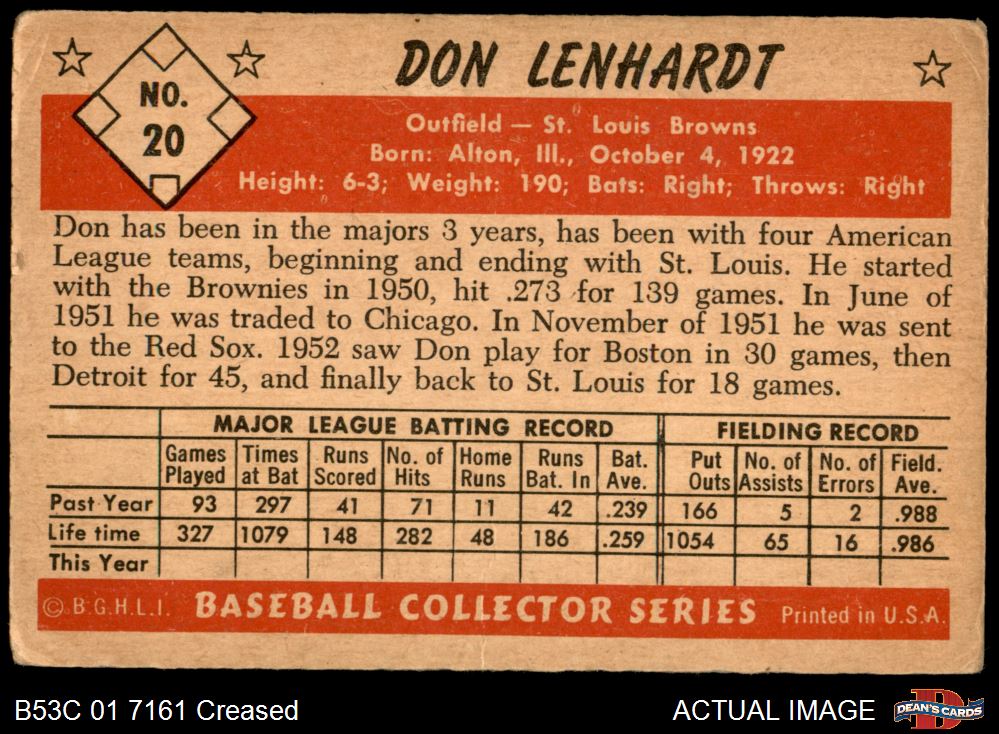 NO.
20
DON LENHARDT
Outfield — St. Louis Browns
Born: Alton, Ill., October 4, 1922
Height: 6-3; Weight: 190; Bats: Right; Throws: Right
Don has been in the majors 3 years, has been with four American
League teams, beginning and ending with St. Louis. He started
with the Brownies in 1950, hit .273 for 139 games. In June of
1951 he was traded to Chicago. In November of 1951 he was sent
to the Red Sox. 1952 saw Don play for Boston in 30 games, then
Detroit for 45, and finally back to St. Louis for 18 games.
MAJOR LEAGUE BATTING RECORD FIELDING RECORD
Games Times Runs No. of Home Runs Bat. Put No. of No. of Field.
Played at Bat Scored Hits Runs Bat. In Ave. Outs Assists Errors Ave.
Past Year 93 297 41 71 11 42 .239 166 5 2 .988
Life time 327 1079 148 282 48 186 .259 1054 65 16 .986
This Year
© B.G.H.L.I. BASEBALL COLLECTOR SERIES Printed in U.S.A.
B53C 01 7161 Creased ACTUAL IMAGE DEAN'S CARDS